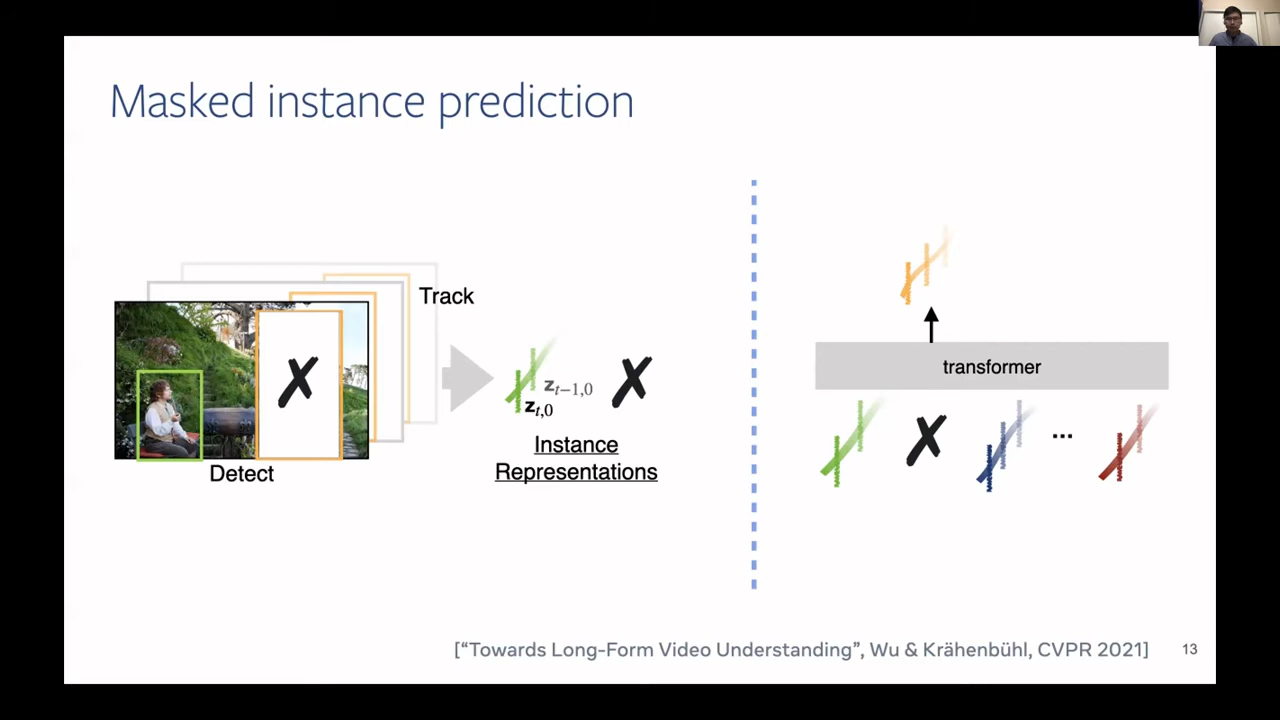 Masked instance prediction
Track
Detect
z_{t−1,0}
z_{t,0}
Instance
Representations
transformer
...
["Towards Long-Form Video Understanding", Wu & Krähenbühl, CVPR 2021]
13